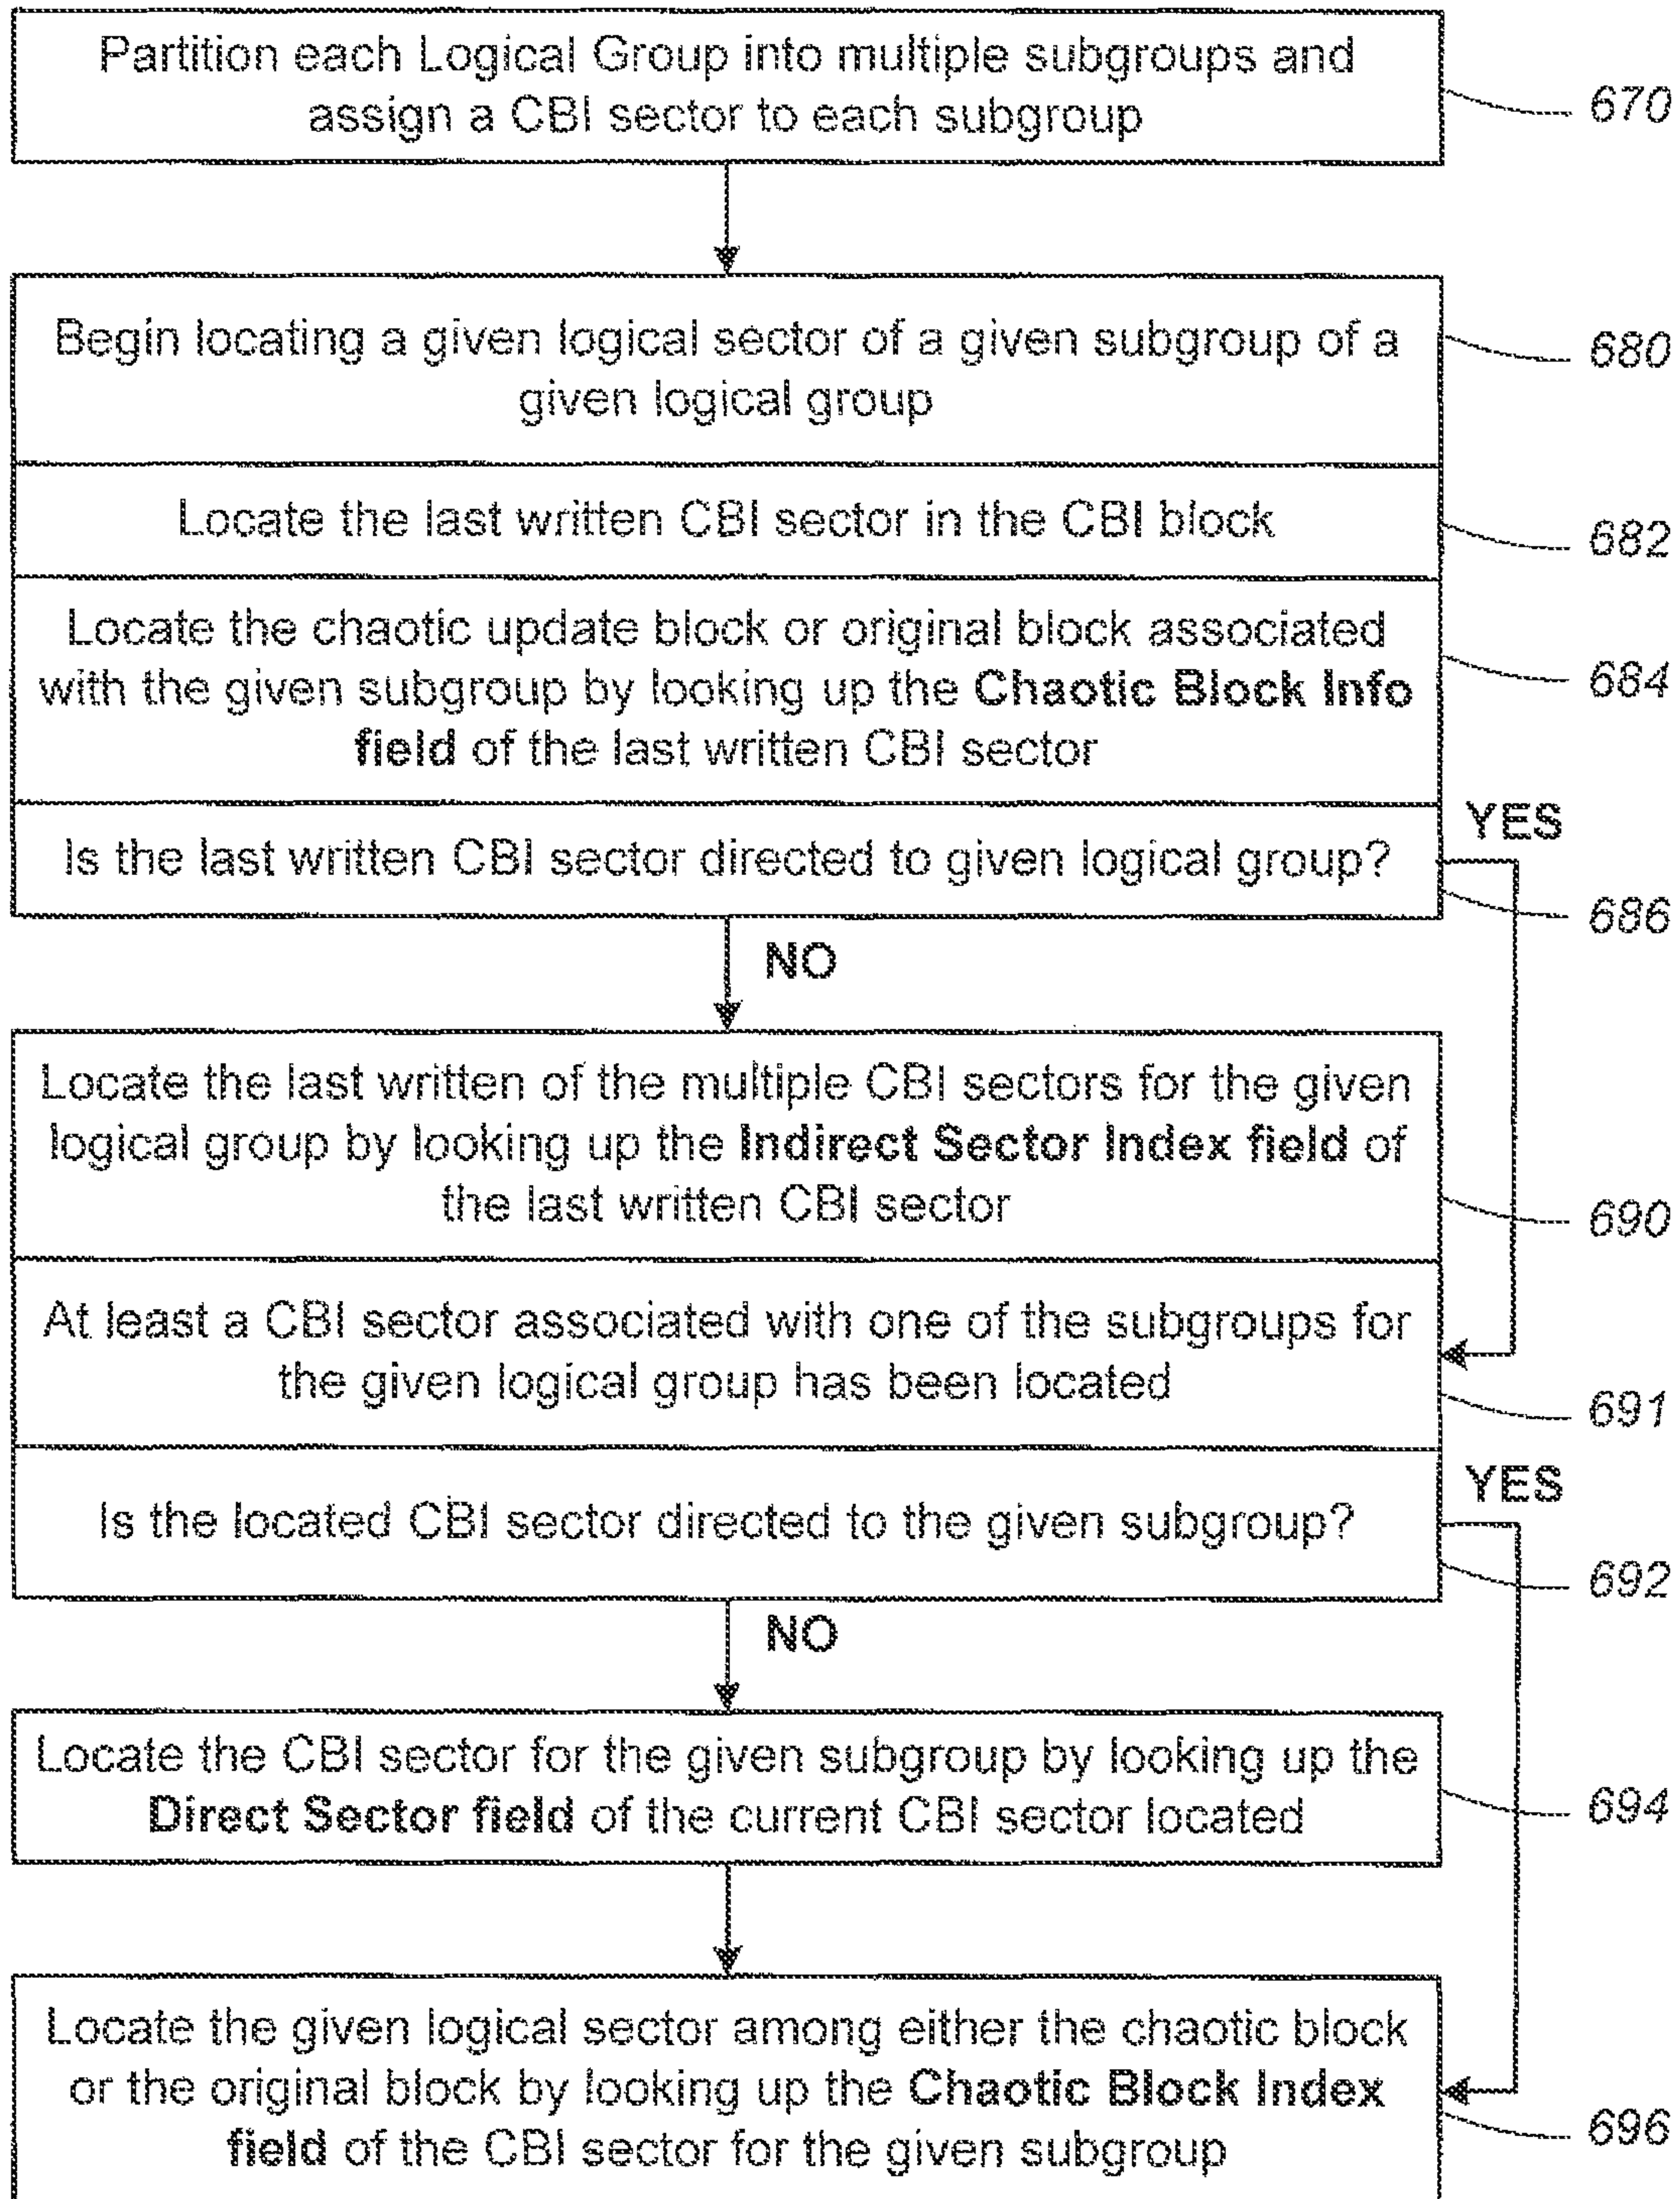 Partition each Logical Group into multiple subgroups and
assign a CBI sector to each subgroup
670
Begin locating a given logical sector of a given subgroup of a
given logical group
680
Locate the last written CBI sector in the CBI block
682
Locate the chaotic update block or original block associated
with the given subgroup by looking up the Chaotic Block Info
field of the last written CBI sector
684
YES
Is the last written CBI sector directed to given logical group?
686
NO
Locate the last written of the multiple CBI sectors for the given
logical group by looking up the Indirect Sector Index field of
the last written CBI sector
690
At least a CBI sector associated with one of the subgroups for
the given logical group has been located
691
YES
Is the located CBI sector directed to the given subgroup?
692
NO
Locate the CBI sector for the given subgroup by looking up the
Direct Sector field of the current CBI sector located
694
Locate the given logical sector among either the chaotic block
or the original block by looking up the Chaotic Block Index
field of the CBI sector for the given subgroup
696